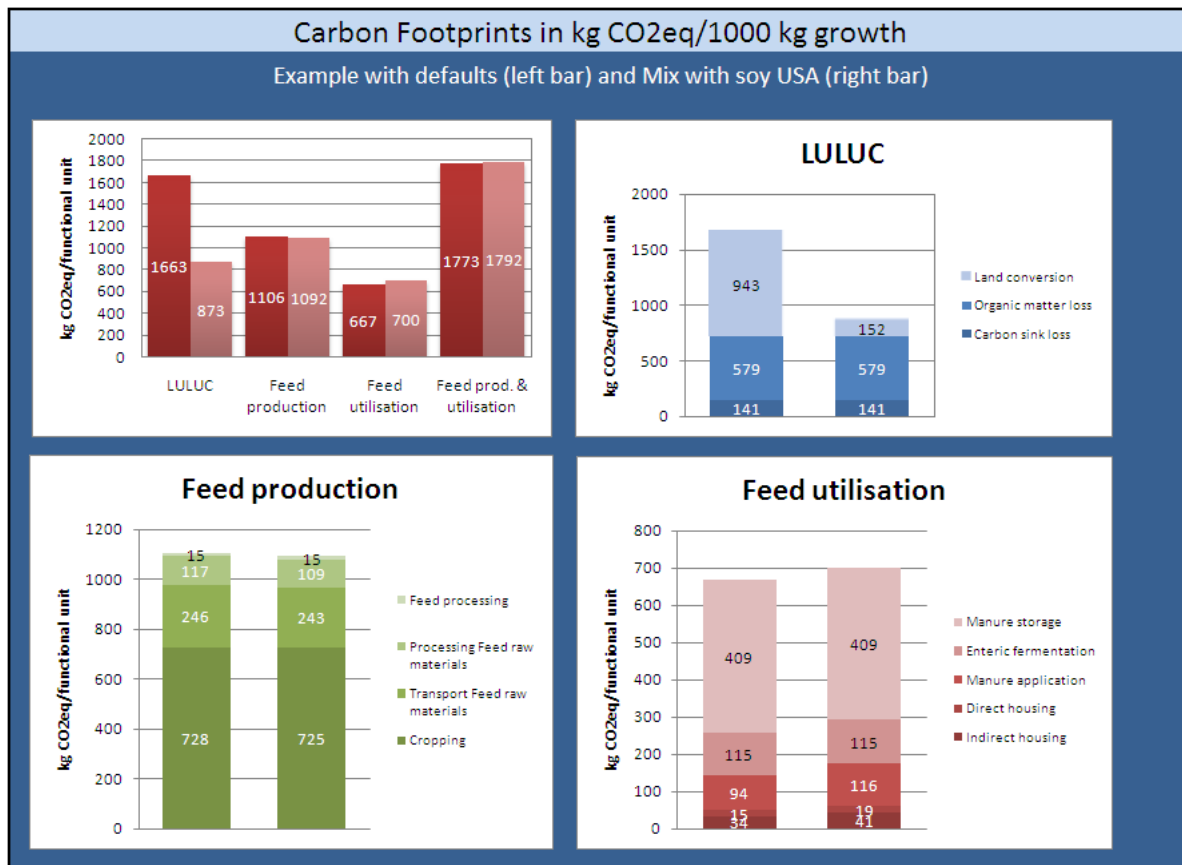 Carbon Footprints in kg CO2eq/1000 kg growth
Example with defaults (left bar) and Mix with soy USA (right bar)
kg CO2eq/functional unit
2000
1800
1600
1400
1200
1000
800
600
400
200
0
1663
873
1106
1092
667
700
1773
1792
LULUC
Feed
production
Feed
utilisation
Feed prod. &
utilisation
LULUC
kg CO2eq/functional unit
2000
1500
1000
500
0
943
579
141
152
579
141
Land conversion
Organic matter loss
Carbon sink loss
Feed production
kg CO2eq/functional unit
1200
1000
800
600
400
200
0
15
117
246
728
15
109
243
725
Feed processing
Processing Feed raw
materials
Transport Feed raw
materials
Cropping
Feed utilisation
kg CO2eq/functional unit
800
700
600
500
400
300
200
100
0
409
115
94
15
34
409
115
116
19
41
Manure storage
Enteric fermentation
Manure application
Direct housing
Indirect housing